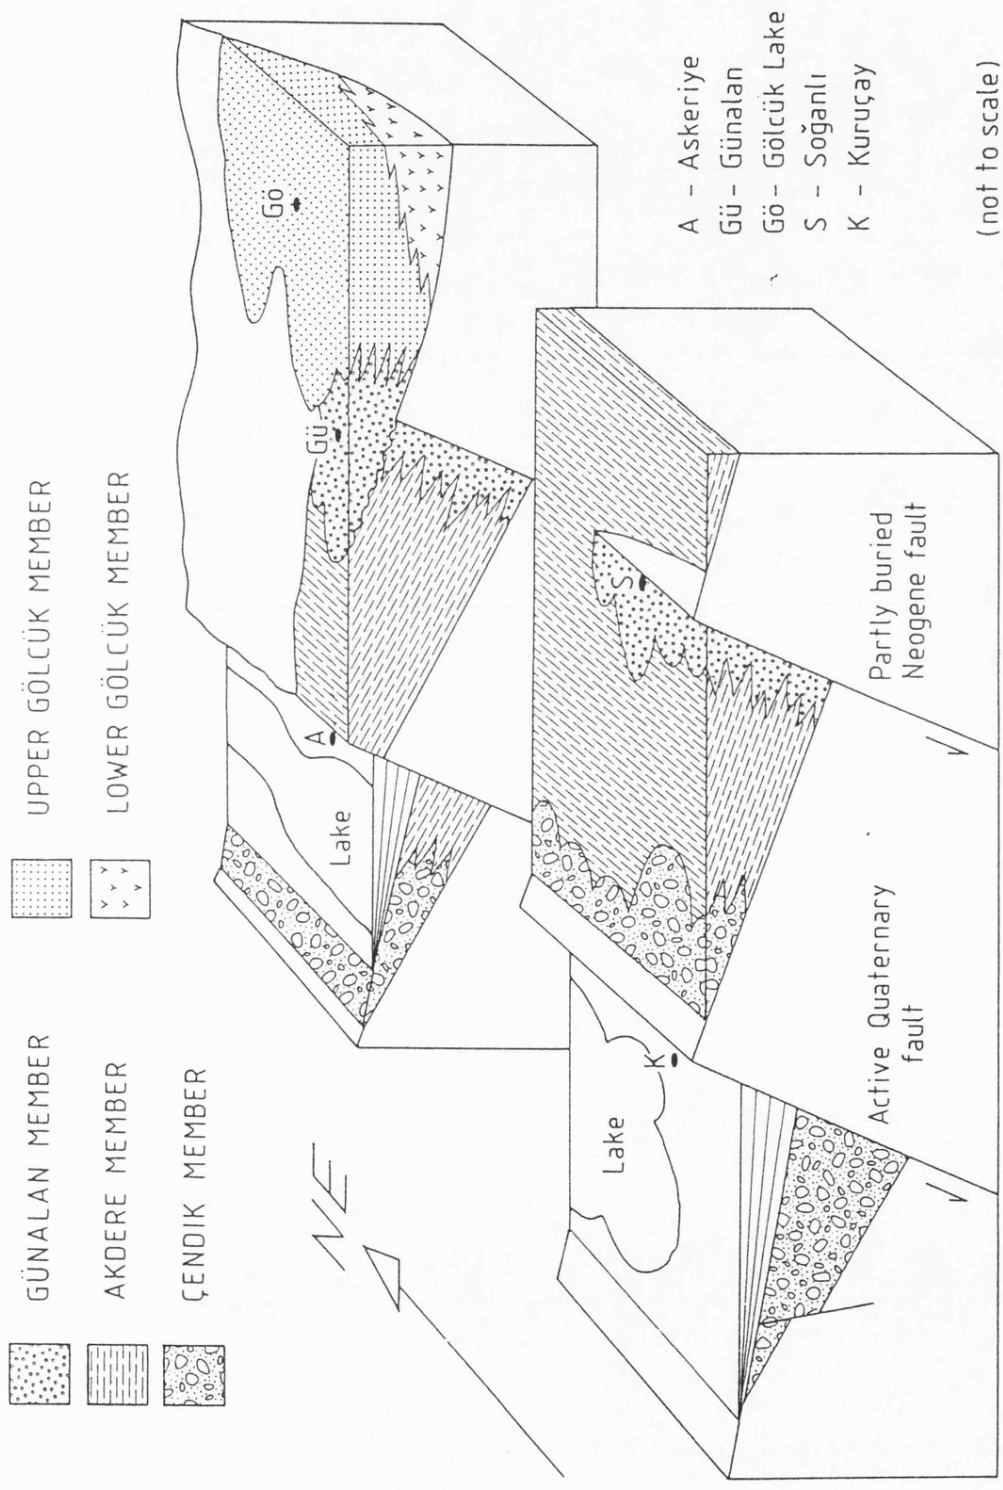 GÜNALAN MEMBER
AKDERE MEMBER
ÇENDIK MEMBER
UPPER GÖLCÜK MEMBER
LOWER GÖLCÜK MEMBER
NE
Lake
A
Gü
Go
Lake
K
S
Active Quaternary
fault
Partly buried
Neogene fault
A - Askeriye
Gü - Günalan
Gö - Gölcük Lake
S - Soğanlı
K - Kuruçay
(not to scale)